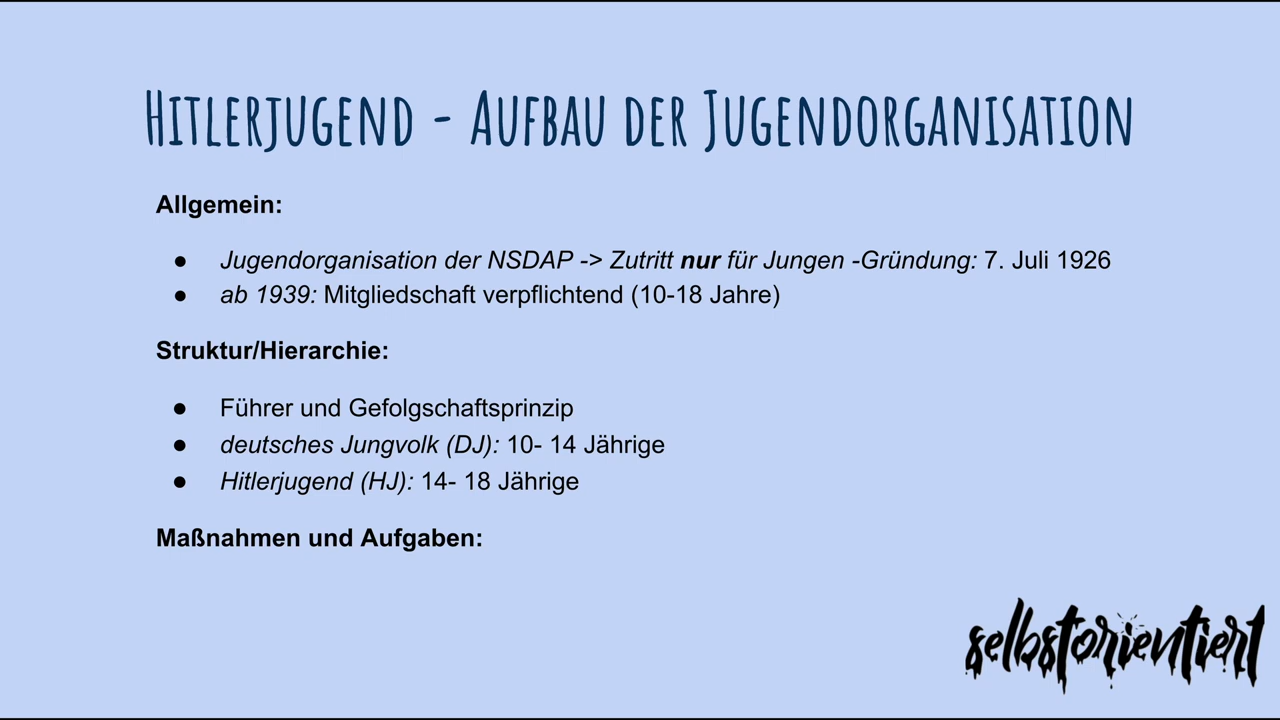 Hitlerjugend - Aufbau der Jugendorganisation
Allgemein:
● Jugendorganisation der NSDAP -> Zutritt nur für Jungen -Gründung: 7. Juli 1926
● ab 1939: Mitgliedschaft verpflichtend (10-18 Jahre)
Struktur/Hierarchie:
● Führer und Gefolgschaftsprinzip
● deutsches Jungvolk (DJ): 10- 14 Jährige
● Hitlerjugend (HJ): 14- 18 Jährige
Maßnahmen und Aufgaben:
selbstorientiert